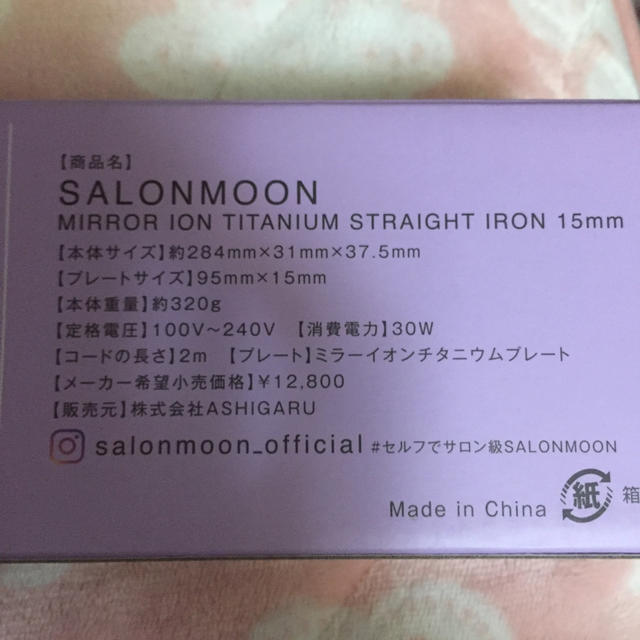 【商品名】
SALONMOON
MIRROR ION TITANIUM STRAIGHT IRON 15mm
【本体サイズ】約284mm×31mm×37.5mm
【プレートサイズ】95mm×15mm
【本体重量】約320g
【定格電圧】100V〜240V 【消費電力】30W
【コードの長さ】2m 【プレート】ミラーイオンチタニウムプレート
【メーカー希望小売価格】¥12,800
【販売元】株式会社ASHIGARU
salonmoon_official #セルフでサロン級SALONMOON
Made in China 紙 箱